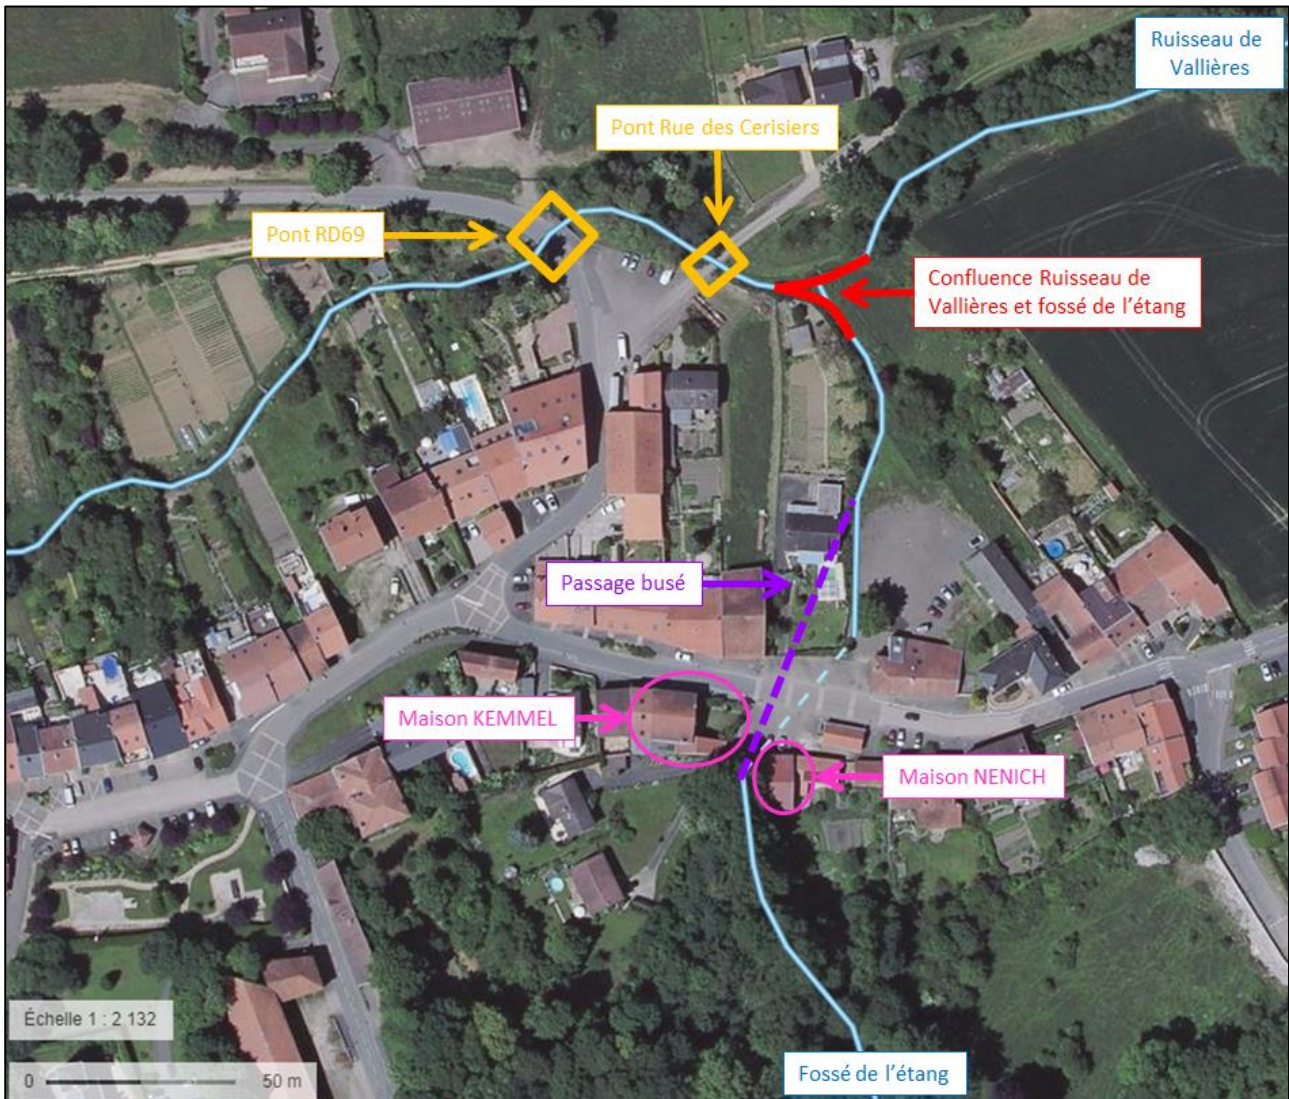 Ruisseau de
Vallières
Pont Rue des Cerisiers
Pont RD69
Confluence Ruisseau de
Vallières et fossé de l'étang
Passage busé
Maison KEMMEL
Maison NENICH
Échelle 1 : 2 132
0 50 m
Fossé de l'étang